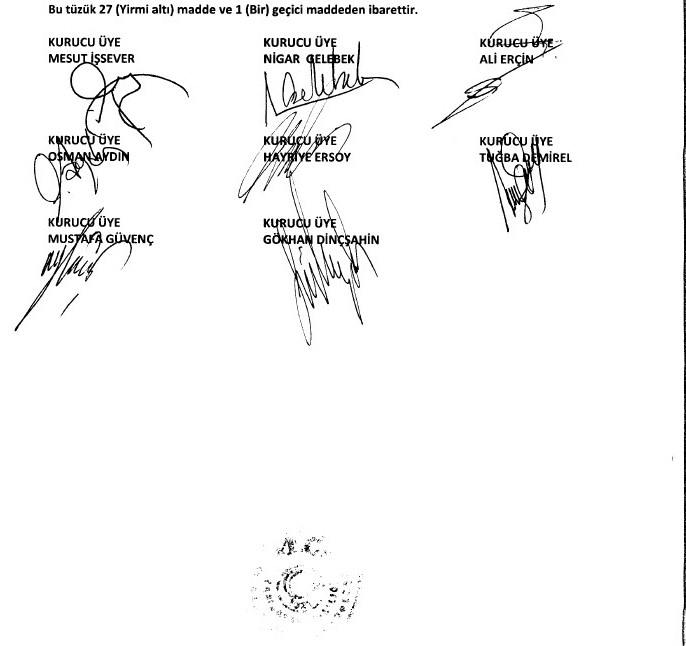 Bu tüzük 27 (Yirmi altı) madde ve 1 (Bir) geçici maddeden ibarettir.
KURUCU ÜYE KURUCU ÜYE KURUCU ÜYE
MESUT İŞSEVER NİGAR GELEBEK ALİ ERÇİN
KURUCU ÜYE KURUCU ÜYE KURUCU ÜYE
OSMAN AYDIN HAYRİYE ERSOY TUĞBA DEMİREL
KURUCU ÜYE KURUCU ÜYE
MUSTAFA GÜVENÇ GÖKHAN DİNÇŞAHİN